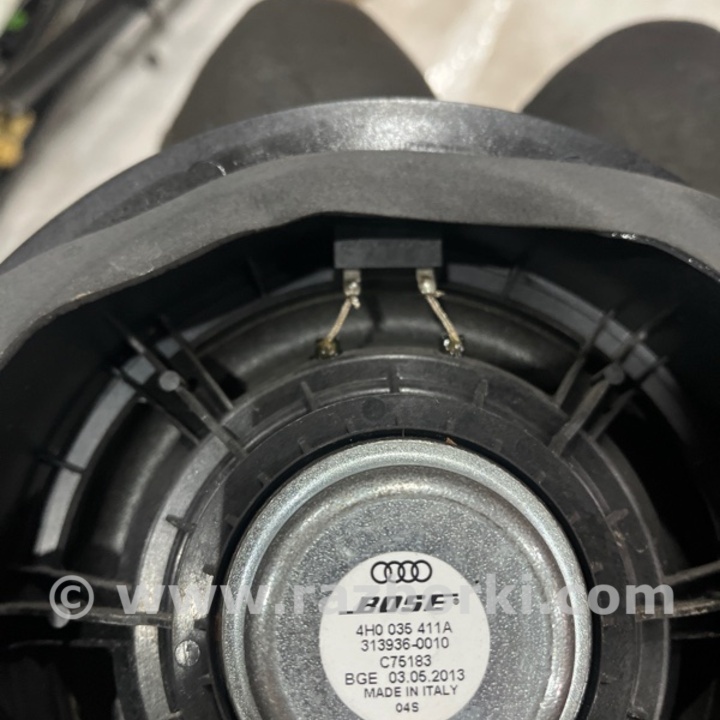 BOSE
4H0 035 411A
313936-0010
C75183
BGE 03.05.2013
MADE IN ITALY
04S
© www.razborki.com ®